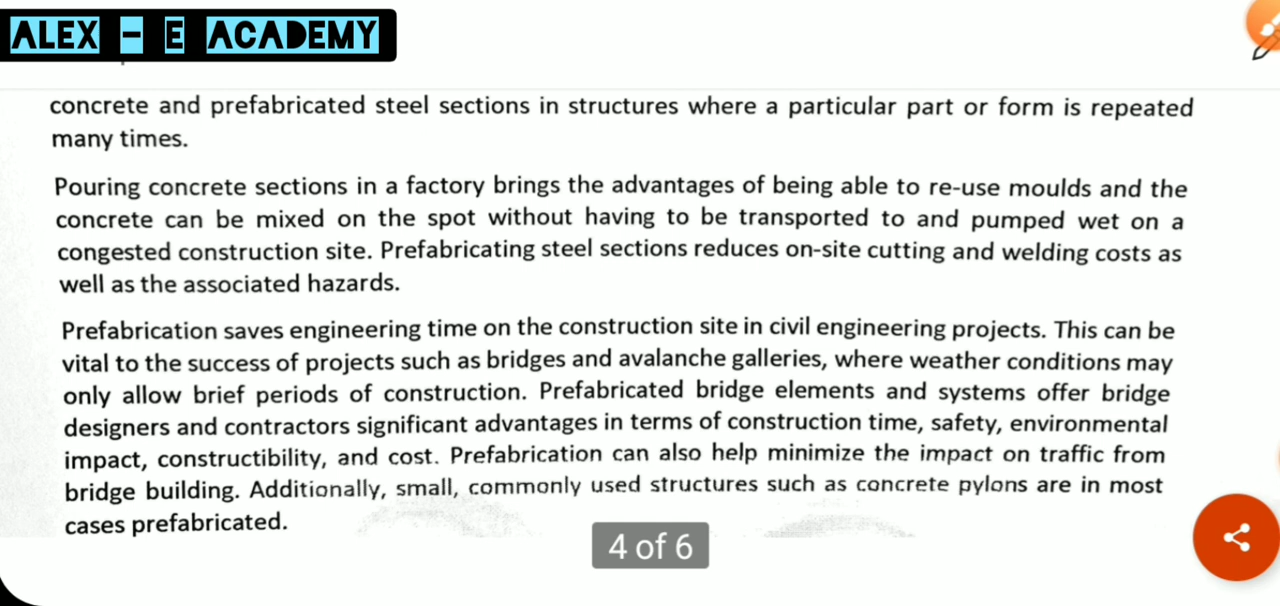 ALEX - E ACADEMY
concrete and prefabricated steel sections in structures where a particular part or form is repeated
many times.
Pouring concrete sections in a factory brings the advantages of being able to re-use moulds and the
concrete can be mixed on the spot without having to be transported to and pumped wet on a
congested construction site. Prefabricating steel sections reduces on-site cutting and welding costs as
well as the associated hazards.
Prefabrication saves engineering time on the construction site in civil engineering projects. This can be
vital to the success of projects such as bridges and avalanche galleries, where weather conditions may
only allow brief periods of construction. Prefabricated bridge elements and systems offer bridge
designers and contractors significant advantages in terms of construction time, safety, environmental
impact, constructibility, and cost. Prefabrication can also help minimize the impact on traffic from
bridge building. Additionally, small, commonly used structures such as concrete pylons are in most
cases prefabricated.
4 of 6